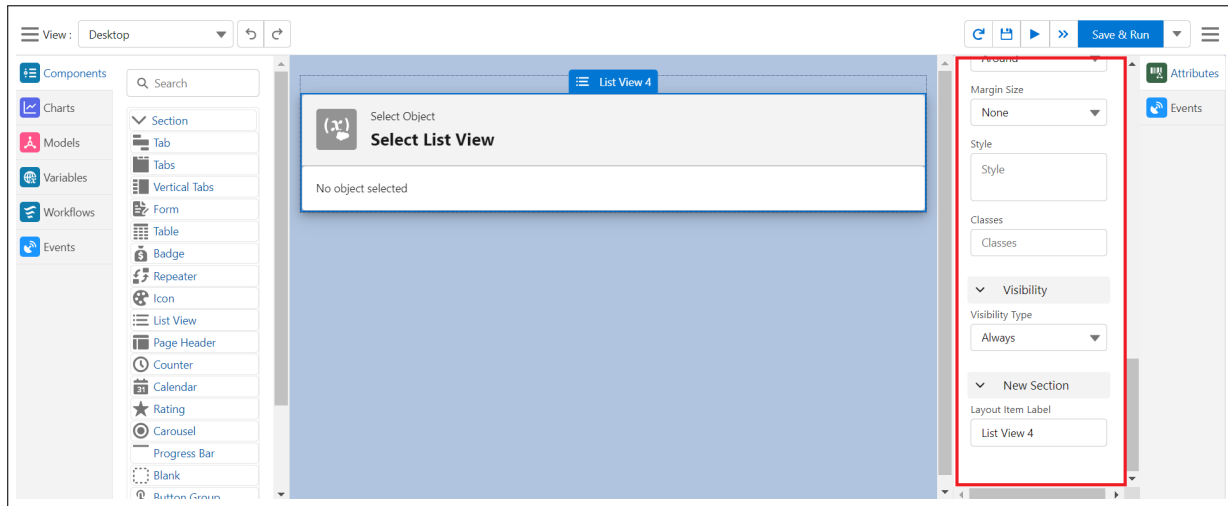 View :
Desktop
Save & Run
Components
Charts
Models
Variables
Workflows
Events
Search
Section
Tab
Tabs
Vertical Tabs
Form
Table
Badge
Repeater
Icon
List View
Page Header
Counter
Calendar
Rating
Carousel
Progress Bar
Blank
Button Group
List View 4
(x)
Select Object
Select List View
No object selected
Around
Margin Size
None
Style
Style
Classes
Classes
Visibility
Visibility Type
Always
New Section
Layout Item Label
List View 4
Attributes
Events